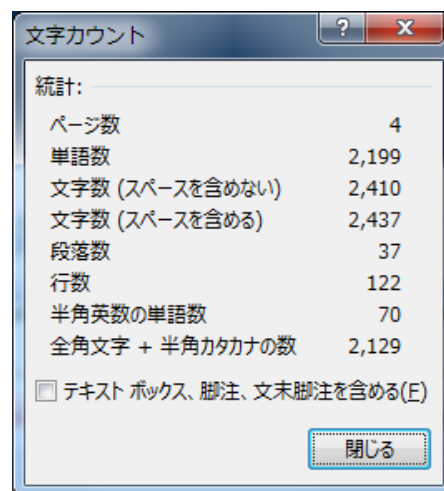 文字カウント
?
統計:
ページ数 4
単語数 2,199
文字数 (スペースを含めない) 2,410
文字数 (スペースを含める) 2,437
段落数 37
行数 122
半角英数の単語数 70
全角文字 + 半角カタカナの数 2,129
テキスト ボックス、脚注、文末脚注を含める(F)
閉じる